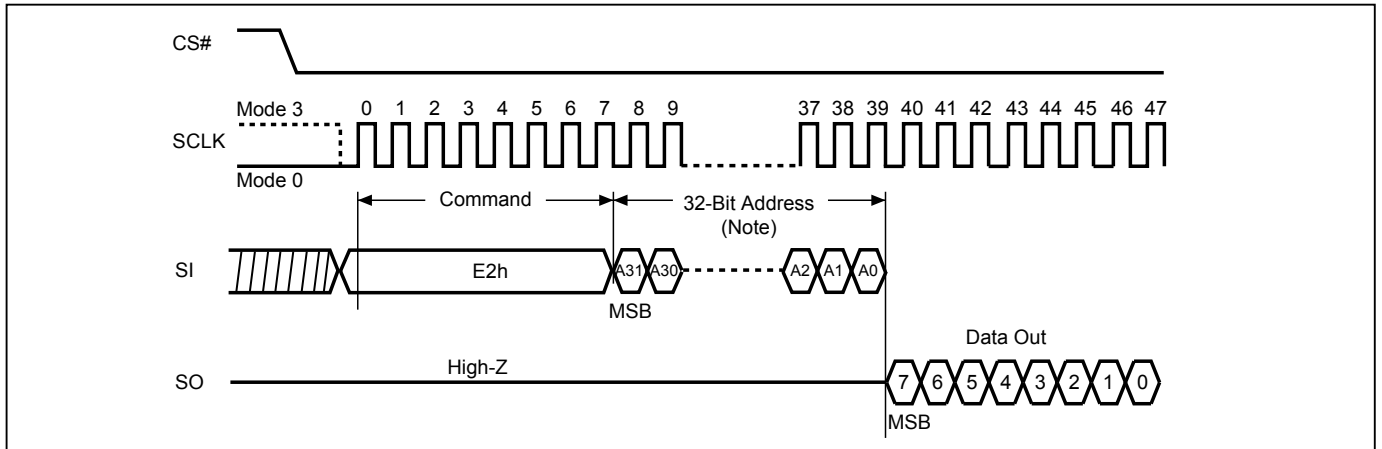 CS#
Mode 3
0 1 2 3 4 5 6 7 8 9 37 38 39 40 41 42 43 44 45 46 47
SCLK
Mode 0
Command
32-Bit Address
(Note)
SI
E2h
A31 A30 A2 A1 A0
MSB
Data Out
High-Z
SO
7 6 5 4 3 2 1 0
MSB